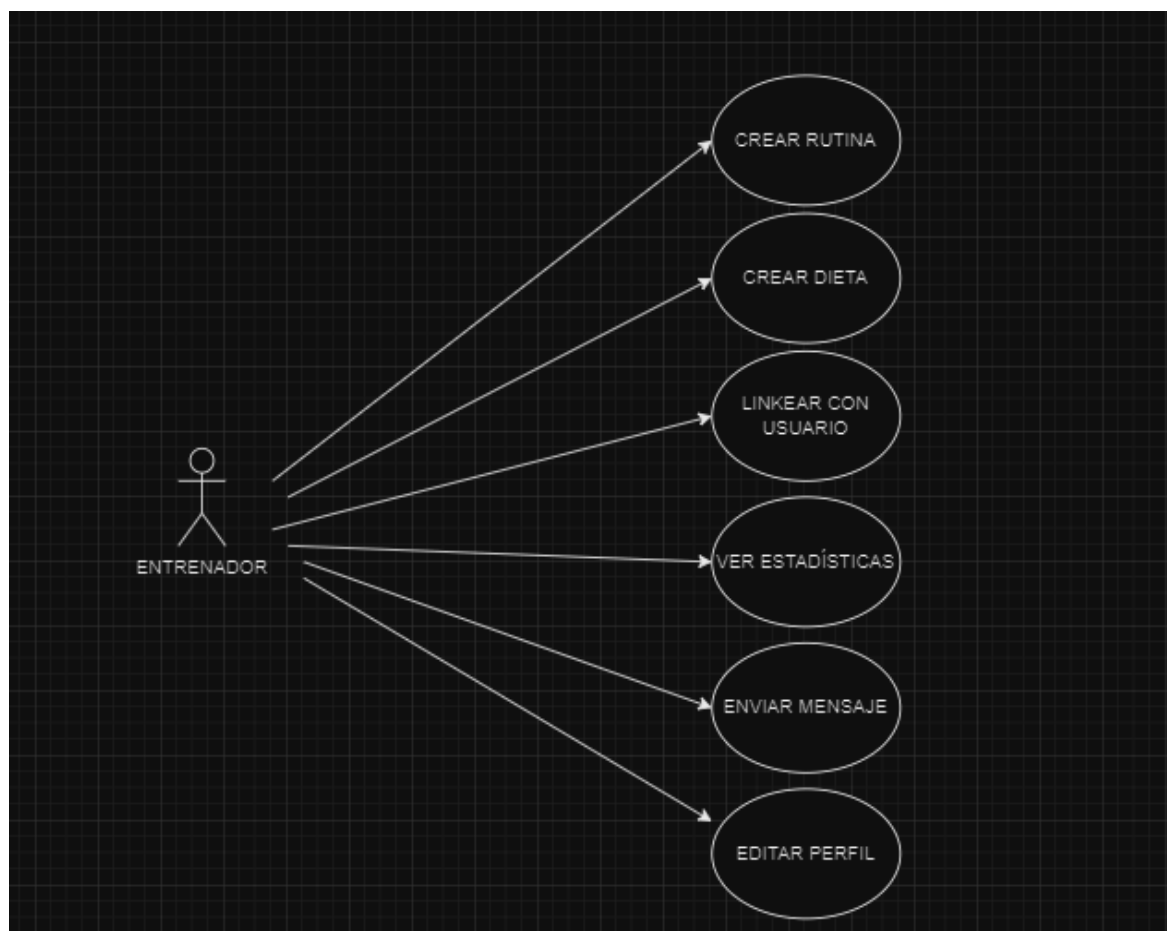 CREAR RUTINA
CREAR DIETA
LINKEAR CON
USUARIO
ENTRENADOR
VER ESTADÍSTICAS
ENVIAR MENSAJE
EDITAR PERFIL